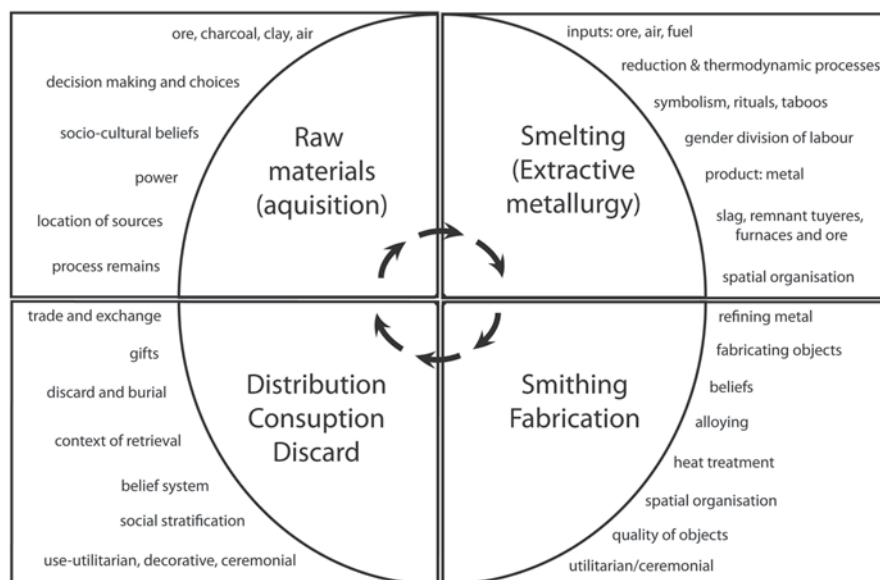 ore, charcoal, clay, air
decision making and choices
socio-cultural beliefs
power
location of sources
process remains
Raw
materials
(aquisition)
inputs: ore, air, fuel
reduction & thermodynamic processes
symbolism, rituals, taboos
gender division of labour
product: metal
slag, remnant tuyeres,
furnaces and ore
spatial organisation
Smelting
(Extractive
metallurgy)
trade and exchange
gifts
discard and burial
context of retrieval
belief system
social stratification
use-utilitarian, decorative, ceremonial
Distribution
Consuption
Discard
refining metal
fabricating objects
beliefs
alloying
heat treatment
spatial organisation
quality of objects
utilitarian/ceremonial
Smithing
Fabrication